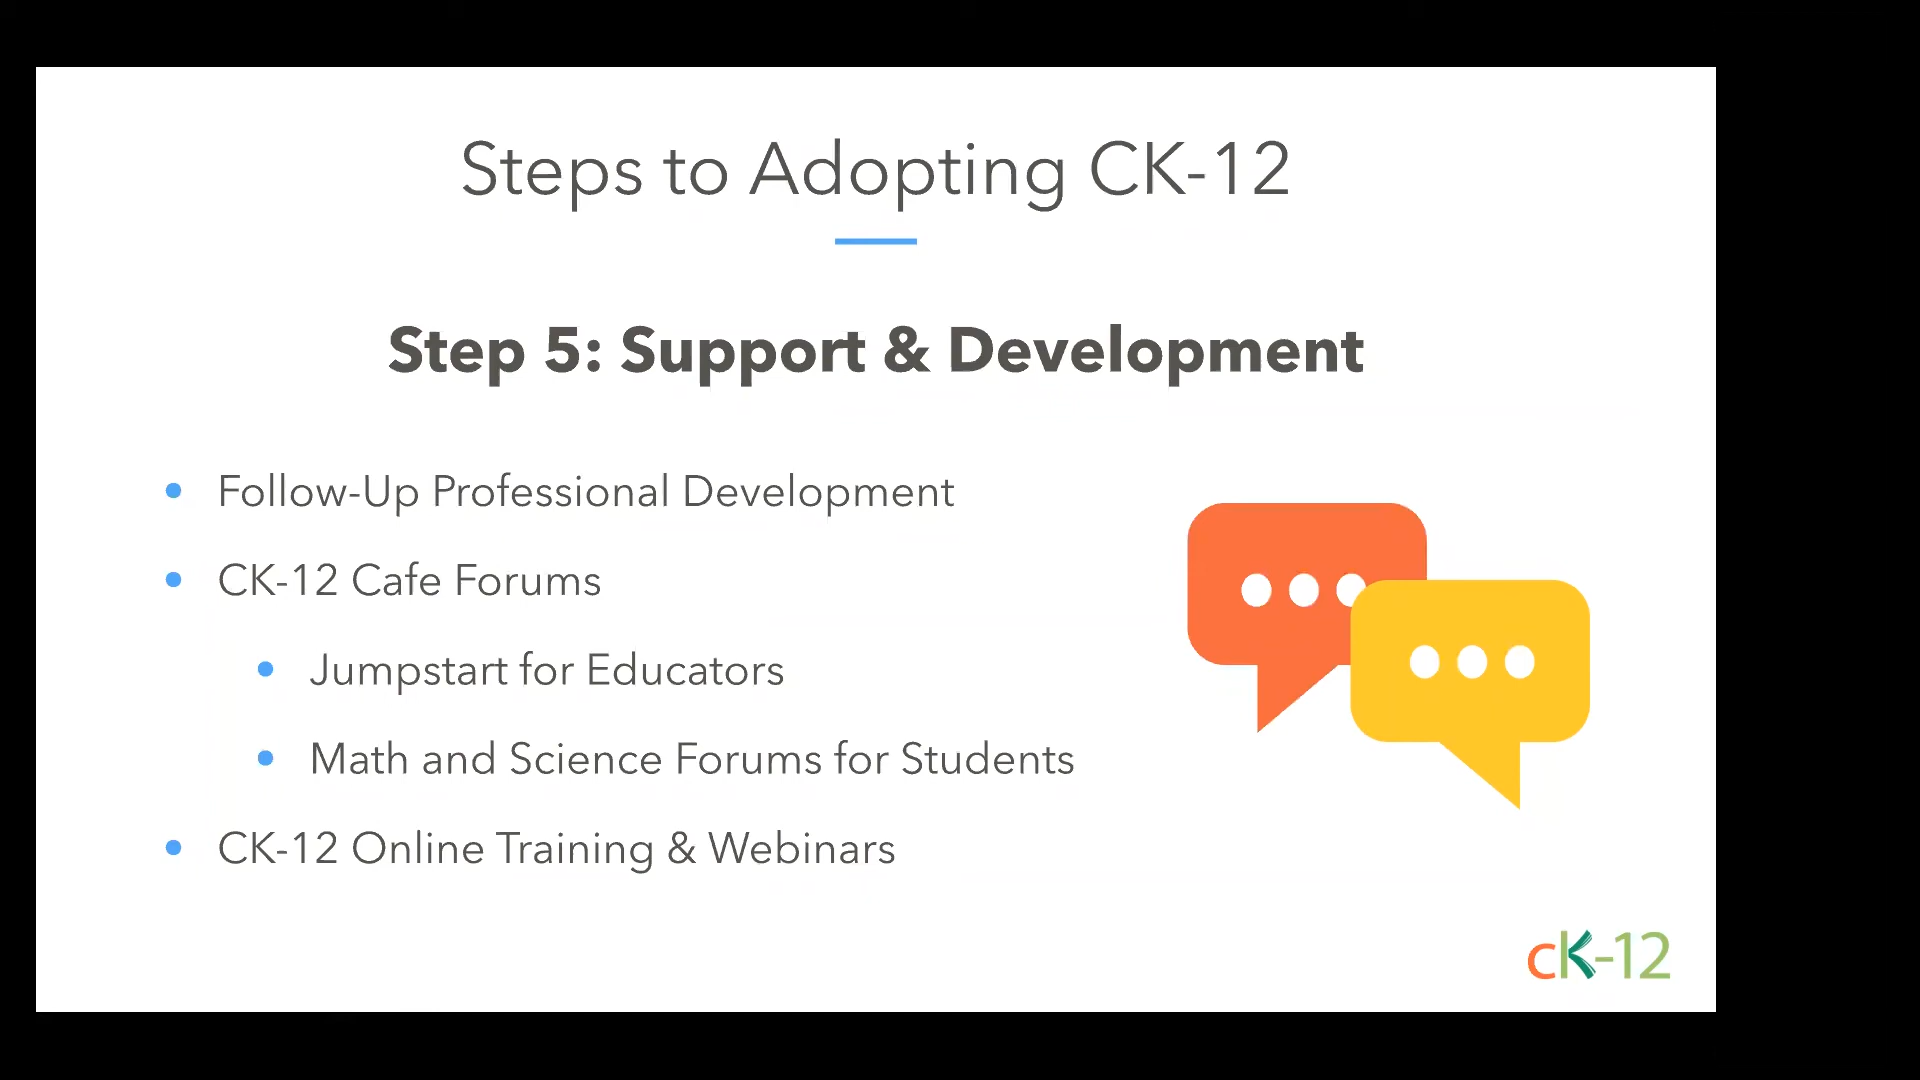 Steps to Adopting CK-12
Step 5: Support & Development
Follow-Up Professional Development
CK-12 Cafe Forums
Jumpstart for Educators
Math and Science Forums for Students
CK-12 Online Training & Webinars
cK-12